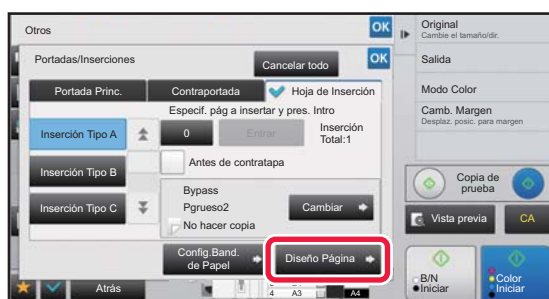 Otros
OK
Portadas/Inserciones
Cancelar todo
OK
Portada Princ.
Contraportada
Hoja de Inserción
Especif. pág a insertar y pres. Intro
Inserción Tipo A
0
Entrar
Inserción
Total:1
Antes de contratapa
Inserción Tipo B
Bypass
Pgrueso2
No hacer copia
Cambiar
Inserción Tipo C
Config.Band.
de Papel
Diseño Página
Atrás
4
A3
A4
Original
Cambie el tamaño/dir.
Salida
Modo Color
Camb. Margen
Desplaz. posic. para margen
Copia de
prueba
Vista previa
CA
B/N
Iniciar
Color
Iniciar